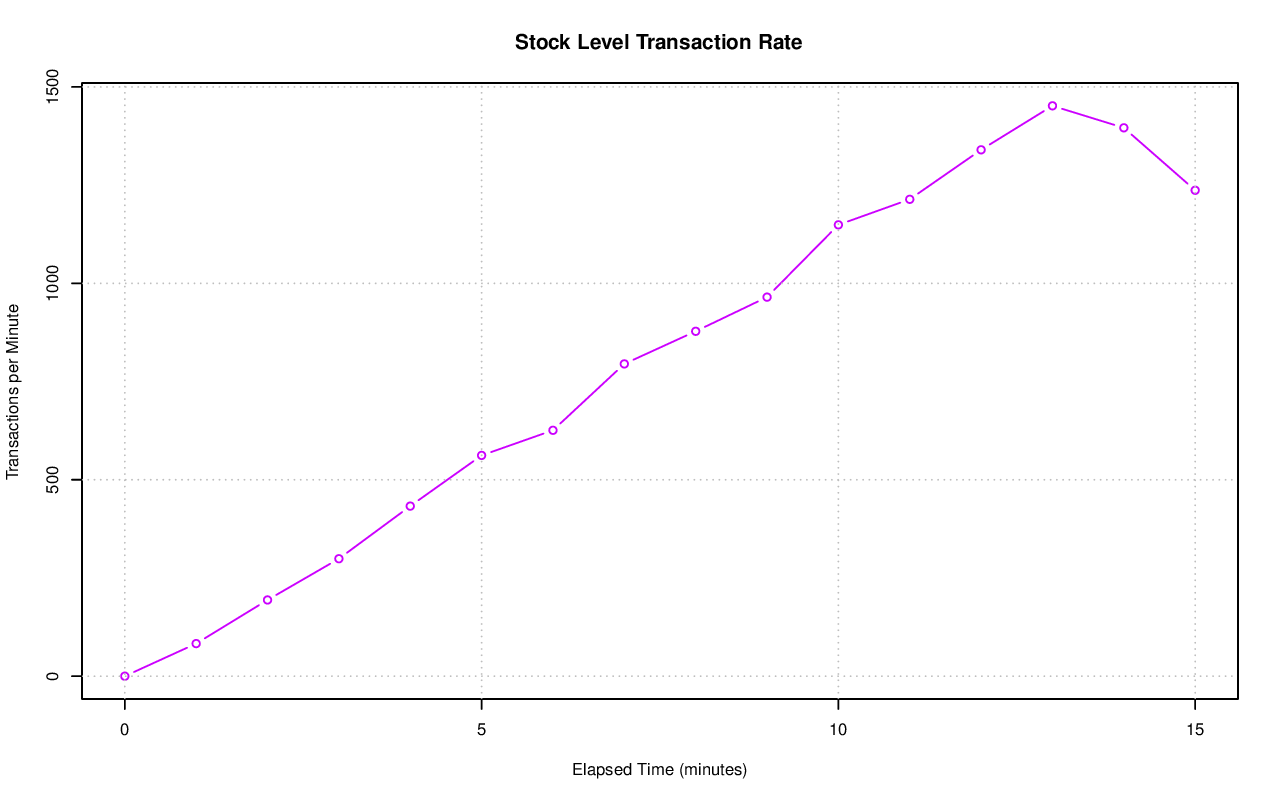 Stock Level Transaction Rate
Transactions per Minute
1500
1000
500
0
0 5 10 15
Elapsed Time (minutes)